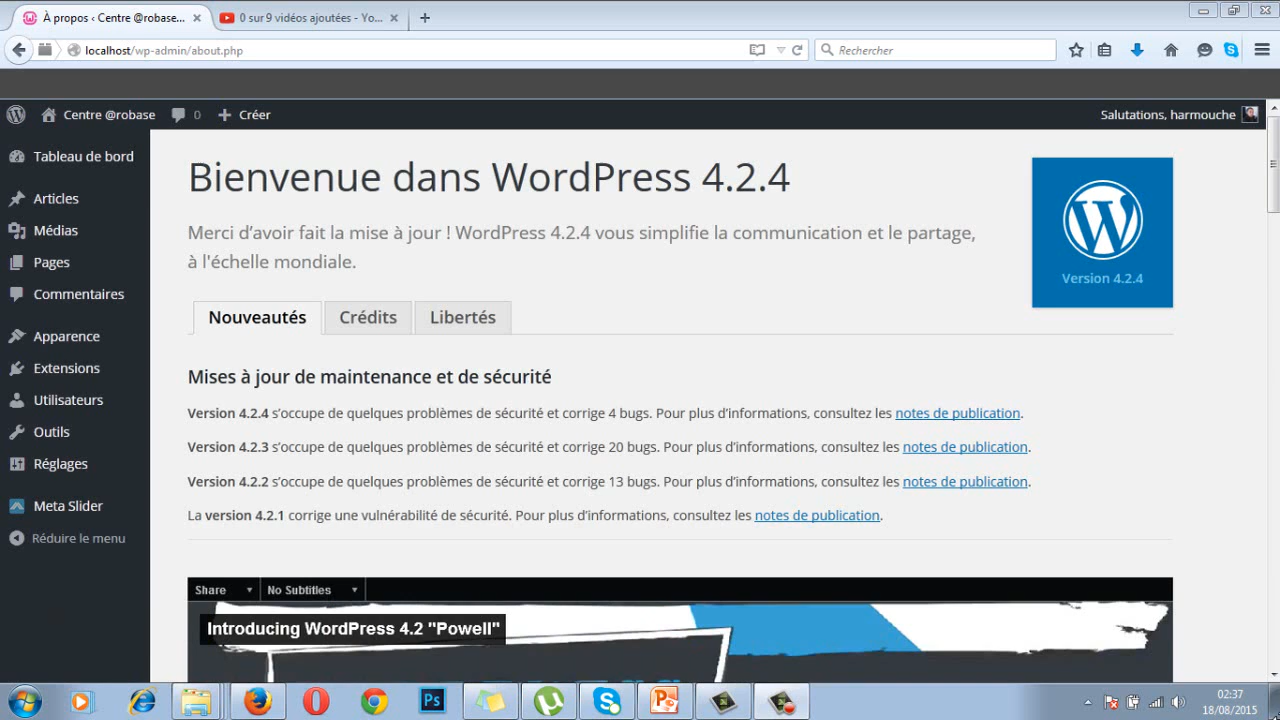 À propos ‹ Centre @robase...
0 sur 9 vidéos ajoutées - Yo...
localhost/wp-admin/about.php
Rechercher
Centre @robase
0
Créer
Salutations, harmouche
Tableau de bord
Articles
Médias
Pages
Commentaires
Apparence
Extensions
Utilisateurs
Outils
Réglages
Meta Slider
Réduire le menu
Bienvenue dans WordPress 4.2.4
Merci d’avoir fait la mise à jour ! WordPress 4.2.4 vous simplifie la communication et le partage,
à l'échelle mondiale.
Version 4.2.4
Nouveautés
Crédits
Libertés
Mises à jour de maintenance et de sécurité
Version 4.2.4 s’occupe de quelques problèmes de sécurité et corrige 4 bugs. Pour plus d’informations, consultez les notes de publication.
Version 4.2.3 s’occupe de quelques problèmes de sécurité et corrige 20 bugs. Pour plus d’informations, consultez les notes de publication.
Version 4.2.2 s’occupe de quelques problèmes de sécurité et corrige 13 bugs. Pour plus d’informations, consultez les notes de publication.
La version 4.2.1 corrige une vulnérabilité de sécurité. Pour plus d’informations, consultez les notes de publication.
Share
No Subtitles
Introducing WordPress 4.2 "Powell"
Ps
02:37
18/08/2015